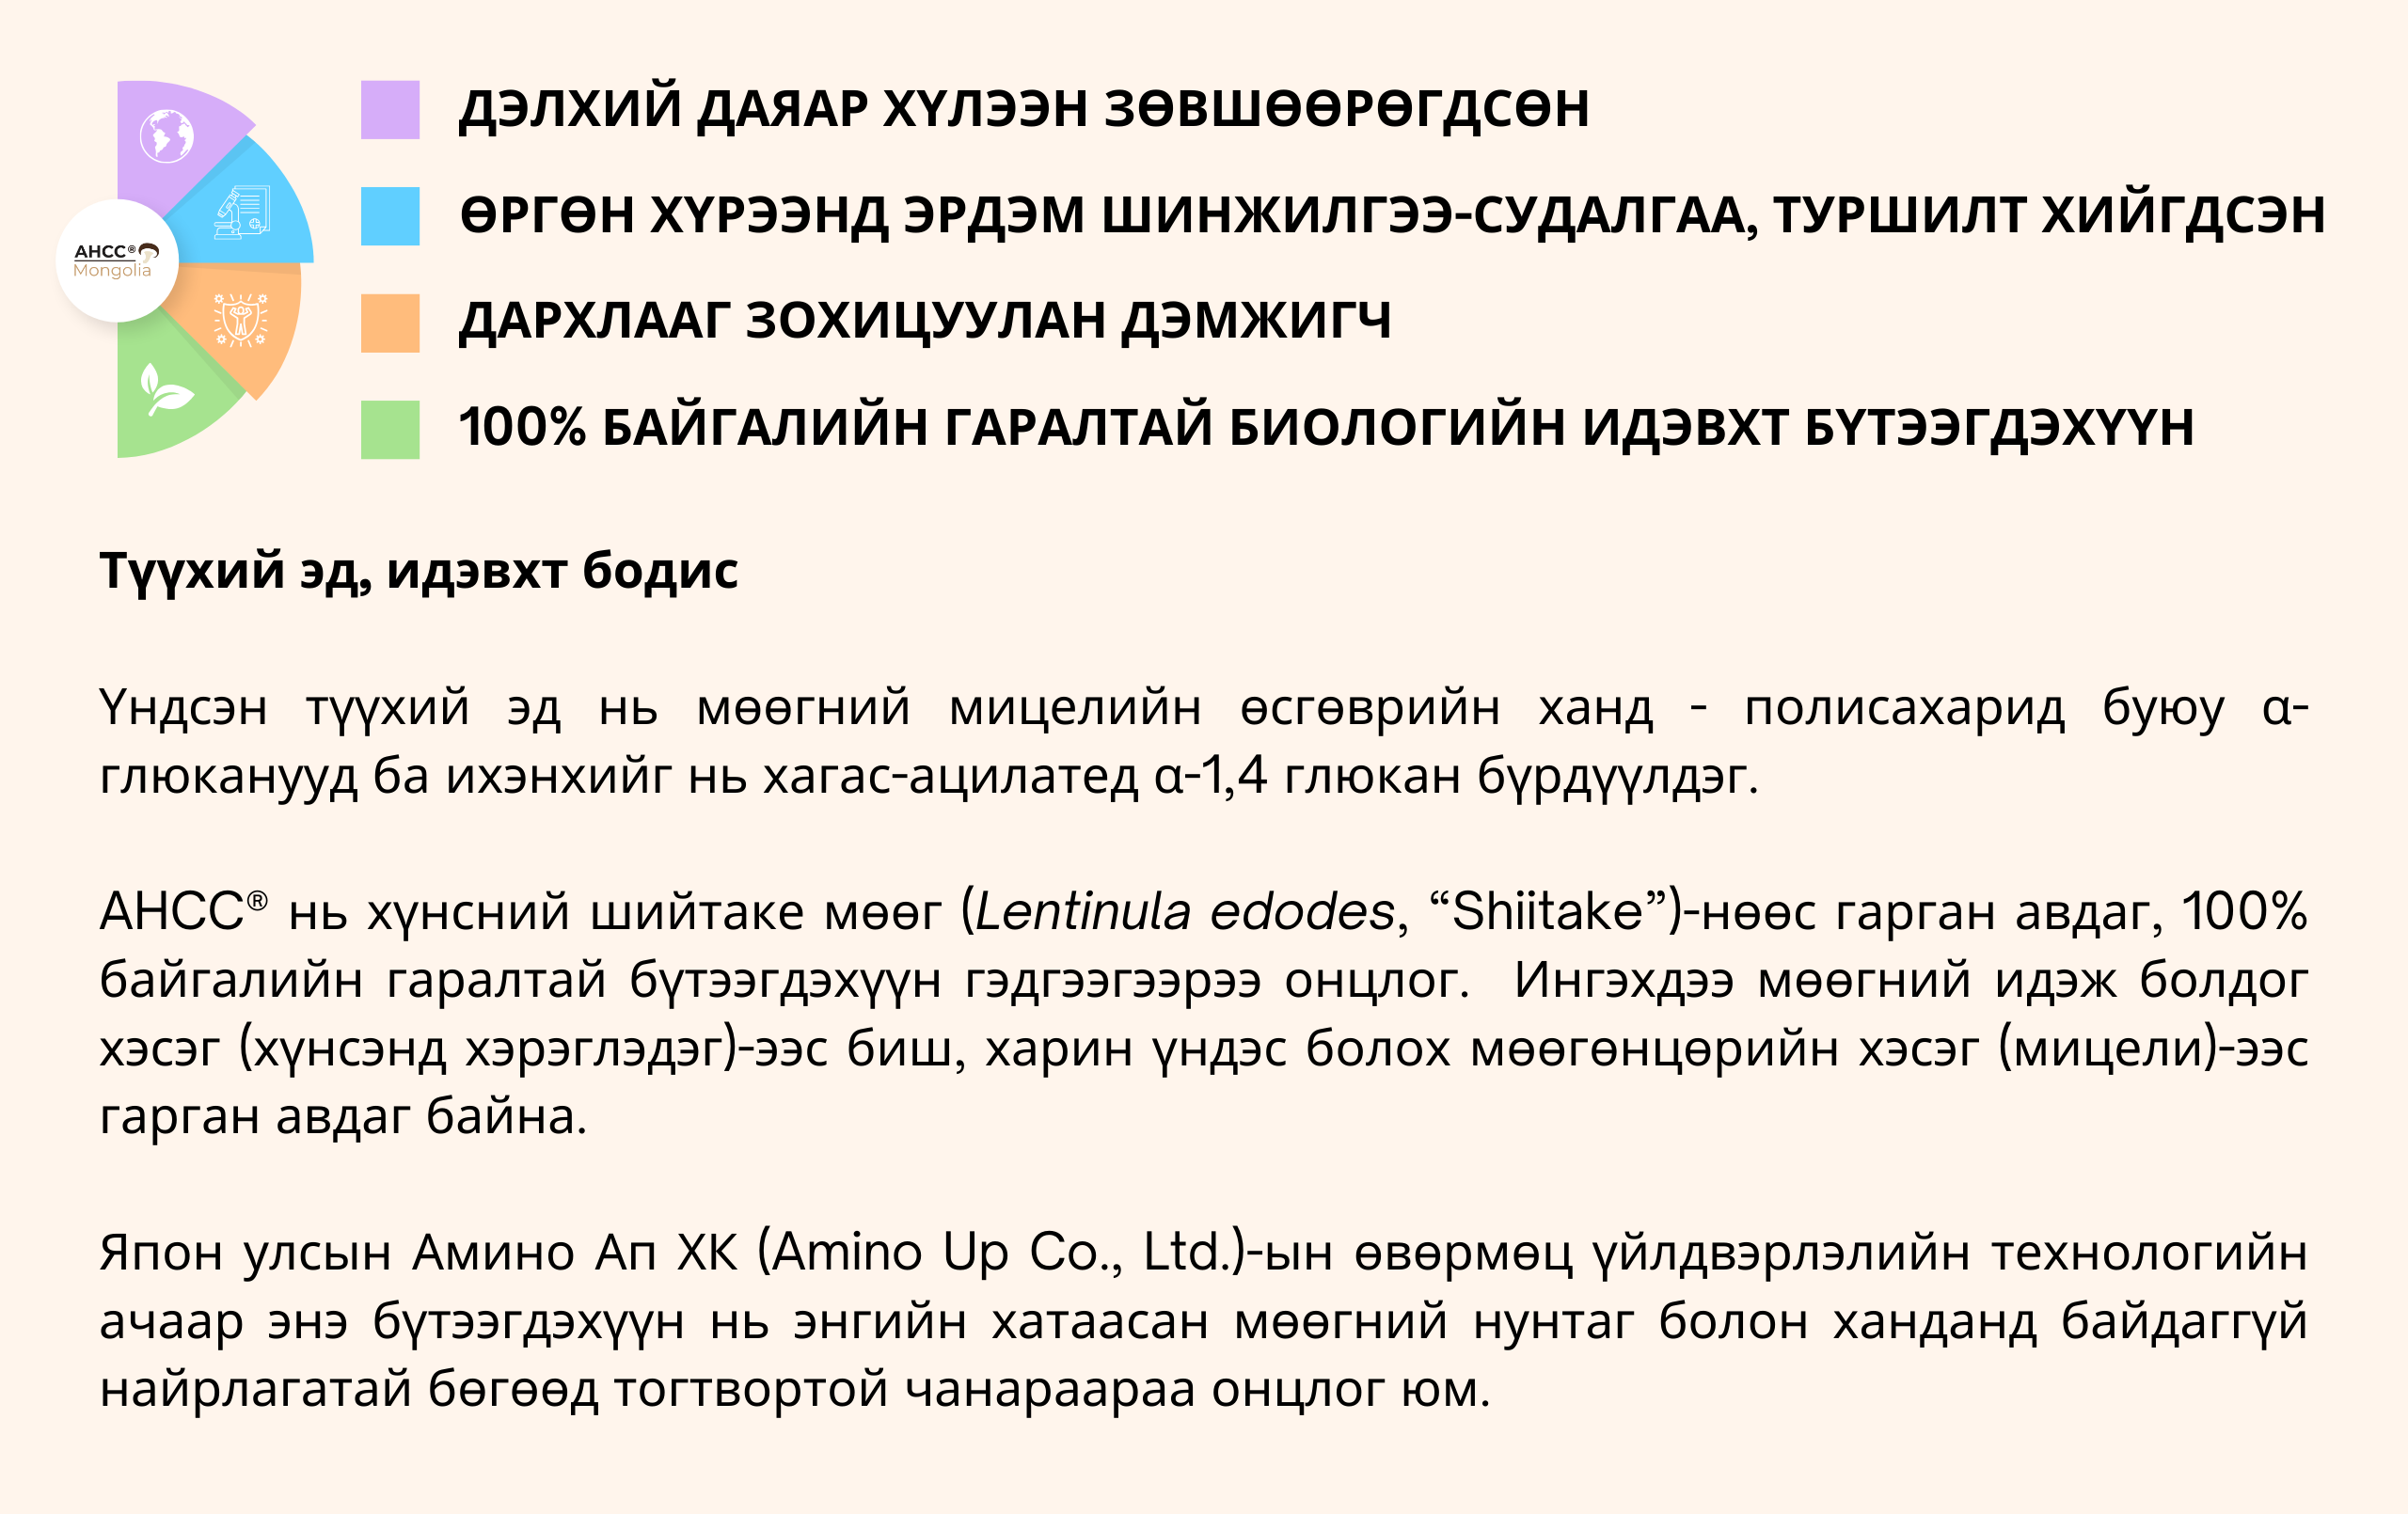 ДЭЛХИЙ ДАЯАР ХҮЛЭЭН ЗӨВШӨӨРӨГДСӨН
ӨРГӨН ХҮРЭЭНД ЭРДЭМ ШИНЖИЛГЭЭ-СУДАЛГАА, ТУРШИЛТ ХИЙГДСЭН
AHCC®
Mongolia
ДАРХЛААГ ЗОХИЦУУЛАН ДЭМЖИГЧ
100% БАЙГАЛИЙН ГАРАЛТАЙ БИОЛОГИЙН ИДЭВХТ БҮТЭЭГДЭХҮҮН
Түүхий эд, идэвхт бодис
Үндсэн түүхий эд нь мөөгний мицелийн өсгөврийн ханд - полисахарид буюу α-
глюканууд ба ихэнхийг нь хагас-ацилатед α-1,4 глюкан бүрдүүлдэг.
AHCC® нь хүнсний шийтаке мөөг (Lentinula edodes, “Shiitake”)-нөөс гарган авдаг, 100%
байгалийн гаралтай бүтээгдэхүүн гэдгээгээрээ онцлог. Ингэхдээ мөөгний идэж болдог
хэсэг (хүнсэнд хэрэглэдэг)-ээс биш, харин үндэс болох мөөгөнцөрийн хэсэг (мицели)-ээс
гарган авдаг байна.
Япон улсын Амино Ап ХК (Amino Up Co., Ltd.)-ын өвөрмөц үйлдвэрлэлийн технологийн
ачаар энэ бүтээгдэхүүн нь энгийн хатаасан мөөгний нунтаг болон ханданд байдаггүй
найрлагатай бөгөөд тогтвортой чанараараа онцлог юм.